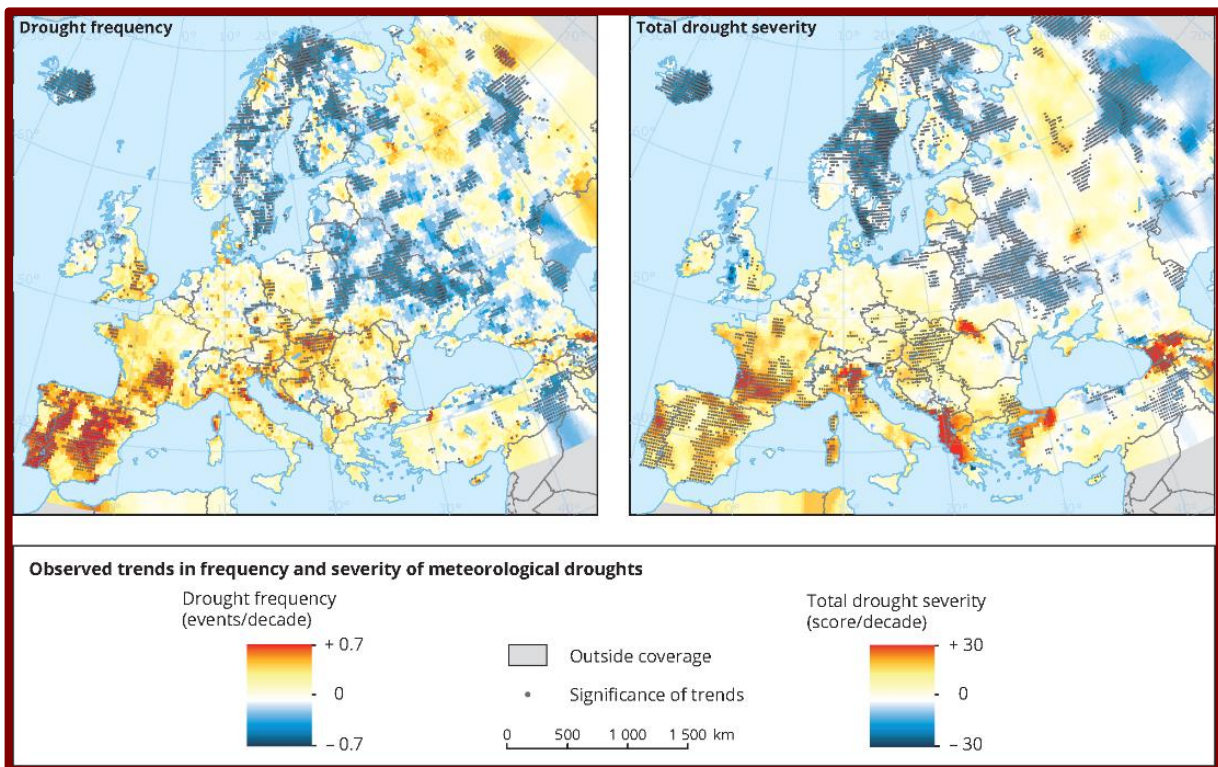 Drought frequency
Total drought severity
Observed trends in frequency and severity of meteorological droughts
Drought frequency
(events/decade)
+ 0.7
0
– 0.7
Outside coverage
Significance of trends
0 500 1 000 1 500 km
Total drought severity
(score/decade)
+ 30
0
– 30